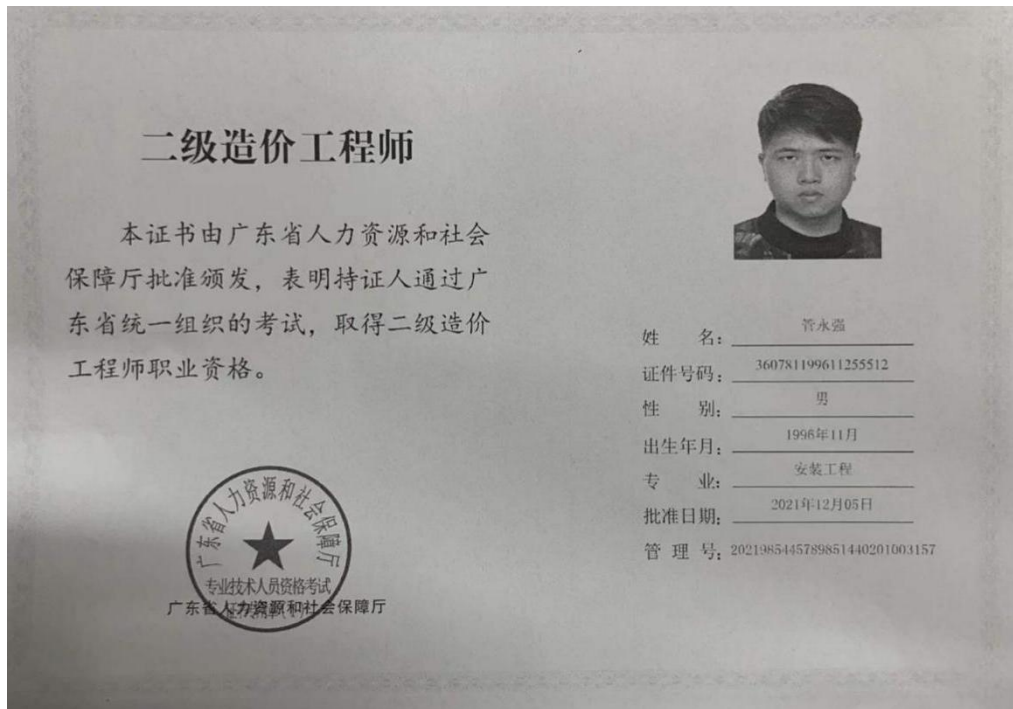 二级造价工程师
本证书由广东省人力资源和社会
保障厅批准颁发，表明持证人通过广
东省统一组织的考试，取得二级造价
工程师职业资格。
广东省人力资源和社会保障厅
专业技术人员资格考试
广东省人力资源和社会保障厅
姓名：管永强
证件号码：360781199611255512
性别：男
出生年月：1996年11月
专业：安装工程
批准日期：2021年12月05日
管理号：20219854457898514402010031​57